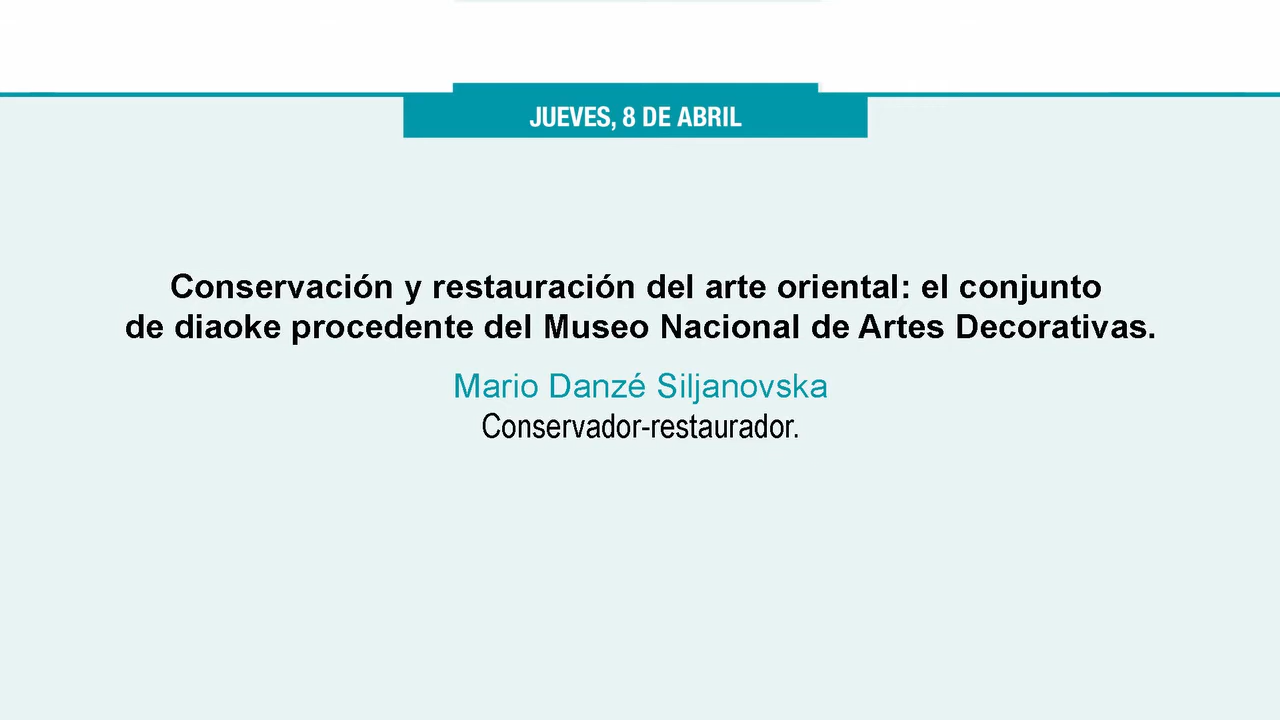 JUEVES, 8 DE ABRIL
Conservación y restauración del arte oriental: el conjunto
de diaoke procedente del Museo Nacional de Artes Decorativas.
Mario Danzé Siljanovska
Conservador-restaurador.